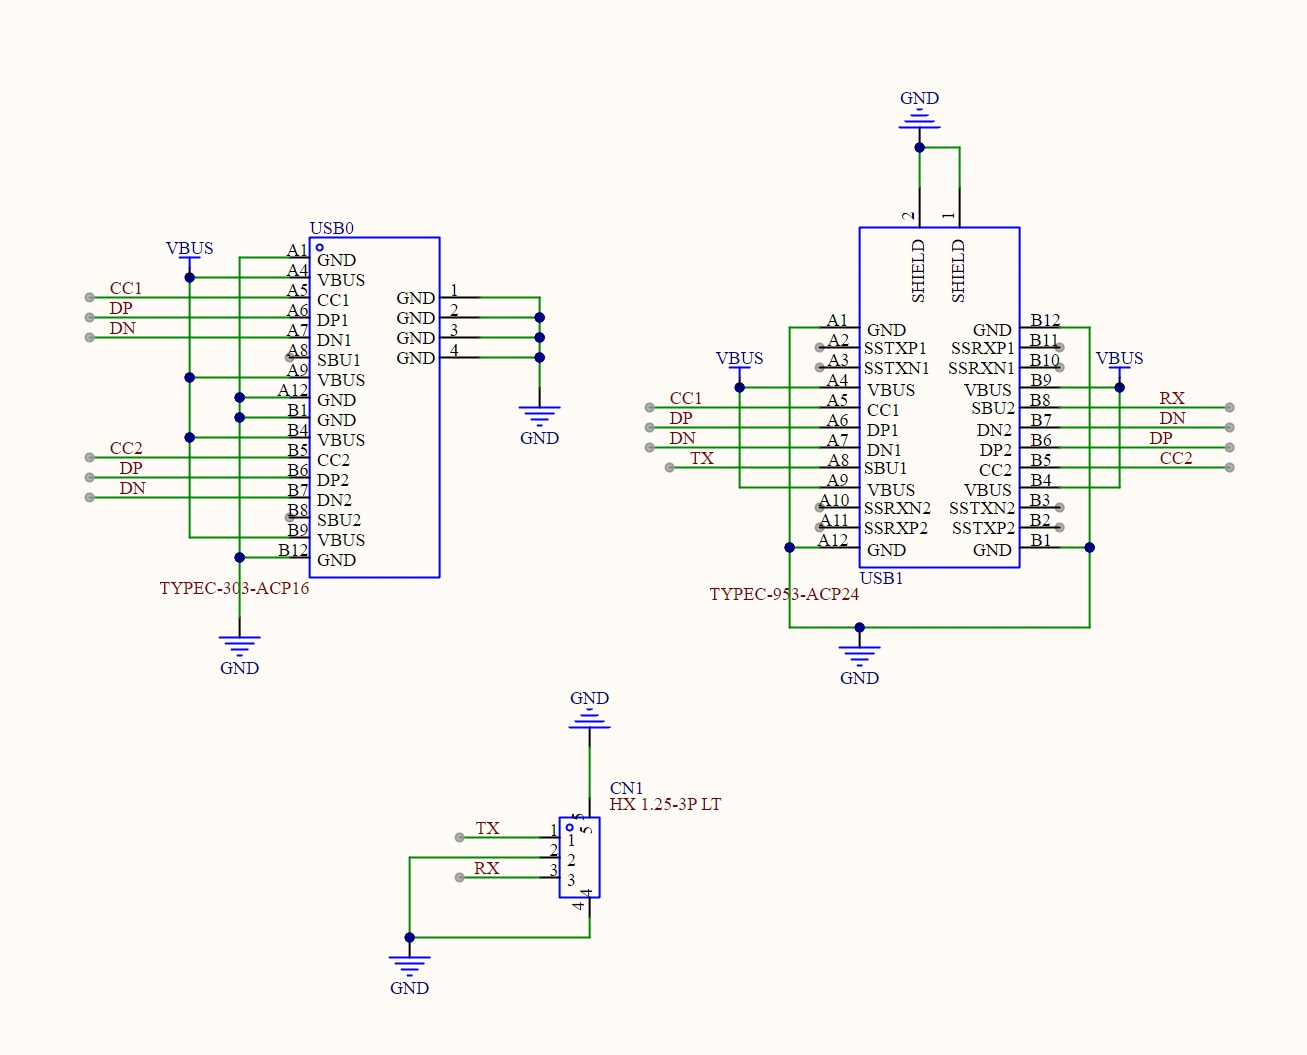 GND
2
1
SHIELD
SHIELD
USB0
VBUS
A1 GND
A4 VBUS
CC1 A5 CC1
DP A6 DP1
DN A7 DN1
A8 SBU1
A9 VBUS
A12 GND
B1 GND
B4 VBUS
CC2 B5 CC2
DP B6 DP2
DN B7 DN2
B8 SBU2
B9 VBUS
B12 GND
GND 1
GND 2
GND 3
GND 4
GND
TYPEC-303-ACP16
GND
VBUS
VBUS
A1 GND GND B12
A2 SSTXP1 SSRXP1 B11
A3 SSTXN1 SSRXN1 B10
A4 VBUS VBUS B9
CC1 A5 CC1 SBU2 B8 RX
DP A6 DP1 DN2 B7 DN
DN A7 DN1 DP2 B6 DP
TX A8 SBU1 CC2 B5 CC2
A9 VBUS VBUS B4
A10 SSRXN2 SSTXN2 B3
A11 SSRXP2 SSTXP2 B2
A12 GND GND B1
USB1
TYPEC-953-ACP24
GND
GND
CN1
HX 1.25-3P LT
5
5
TX 1 1
2 2
RX 3 3
4
4
GND